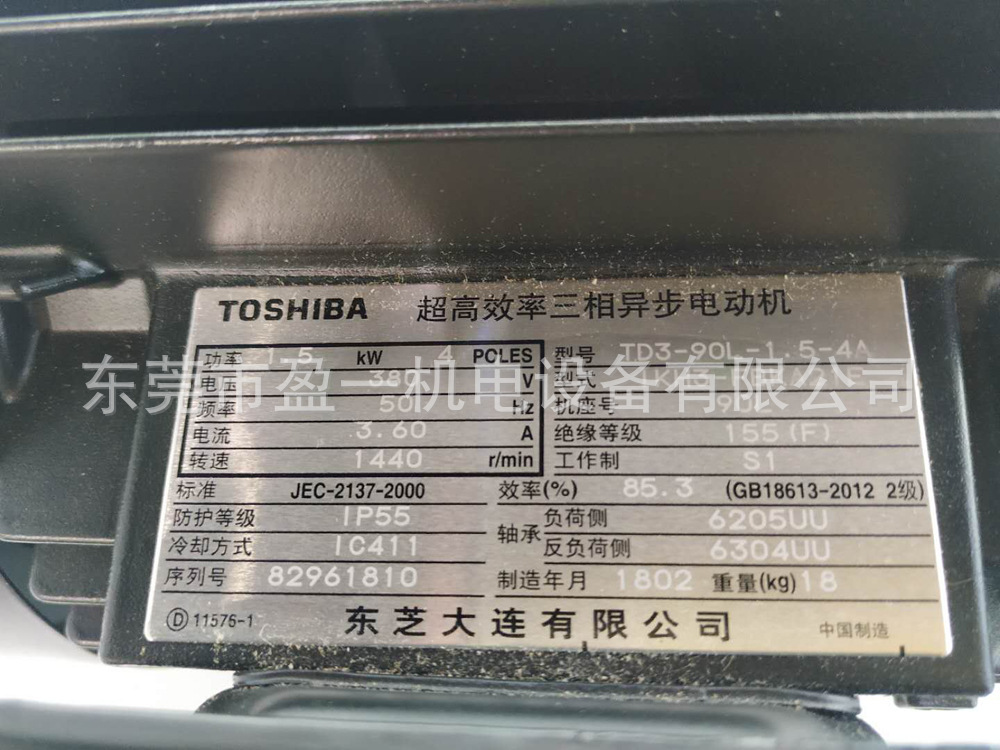 TOSHIBA 超高效率三相异步电动机
功率 1.5 kW 4 POLES 型号 TD3-90L-1.5-4A
电压 38 V 型式
东莞市盈一机电设备有限公司
频率 50 Hz 机座号 90L
电流 3.60 A 绝缘等级 155(F)
转速 1440 r/min 工作制 S1
标准 JEC-2137-2000 效率(%) 85.3 (GB18613-2012 2级)
防护等级 IP55 轴承 负荷侧 6205UU
冷却方式 IC411 反负荷侧 6304UU
序列号 82961810 制造年月 1802 重量(kg) 18
D 11576-1 东芝大连有限公司 中国制造